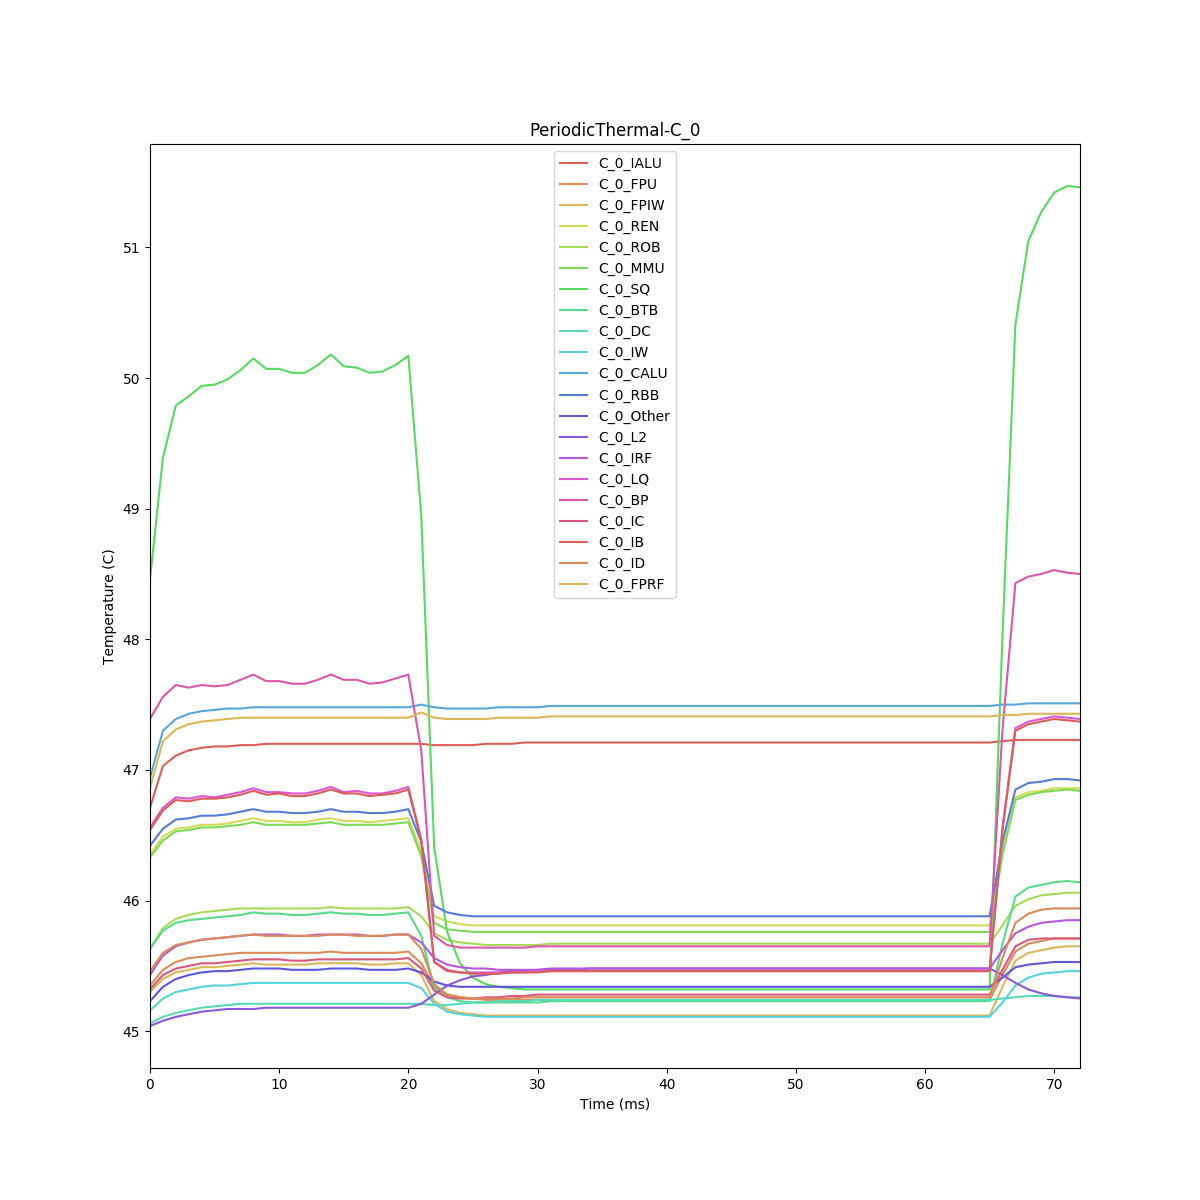 PeriodicThermal-C_0
C_0_IALU
C_0_FPU
C_0_FPIW
C_0_REN
C_0_ROB
C_0_MMU
C_0_SQ
C_0_BTB
C_0_DC
C_0_IW
C_0_CALU
C_0_RBB
C_0_Other
C_0_L2
C_0_IRF
C_0_LQ
C_0_BP
C_0_IC
C_0_IB
C_0_ID
C_0_FPRF
Temperature (C)
51
50
49
48
47
46
45
0 10 20 30 40 50 60 70
Time (ms)